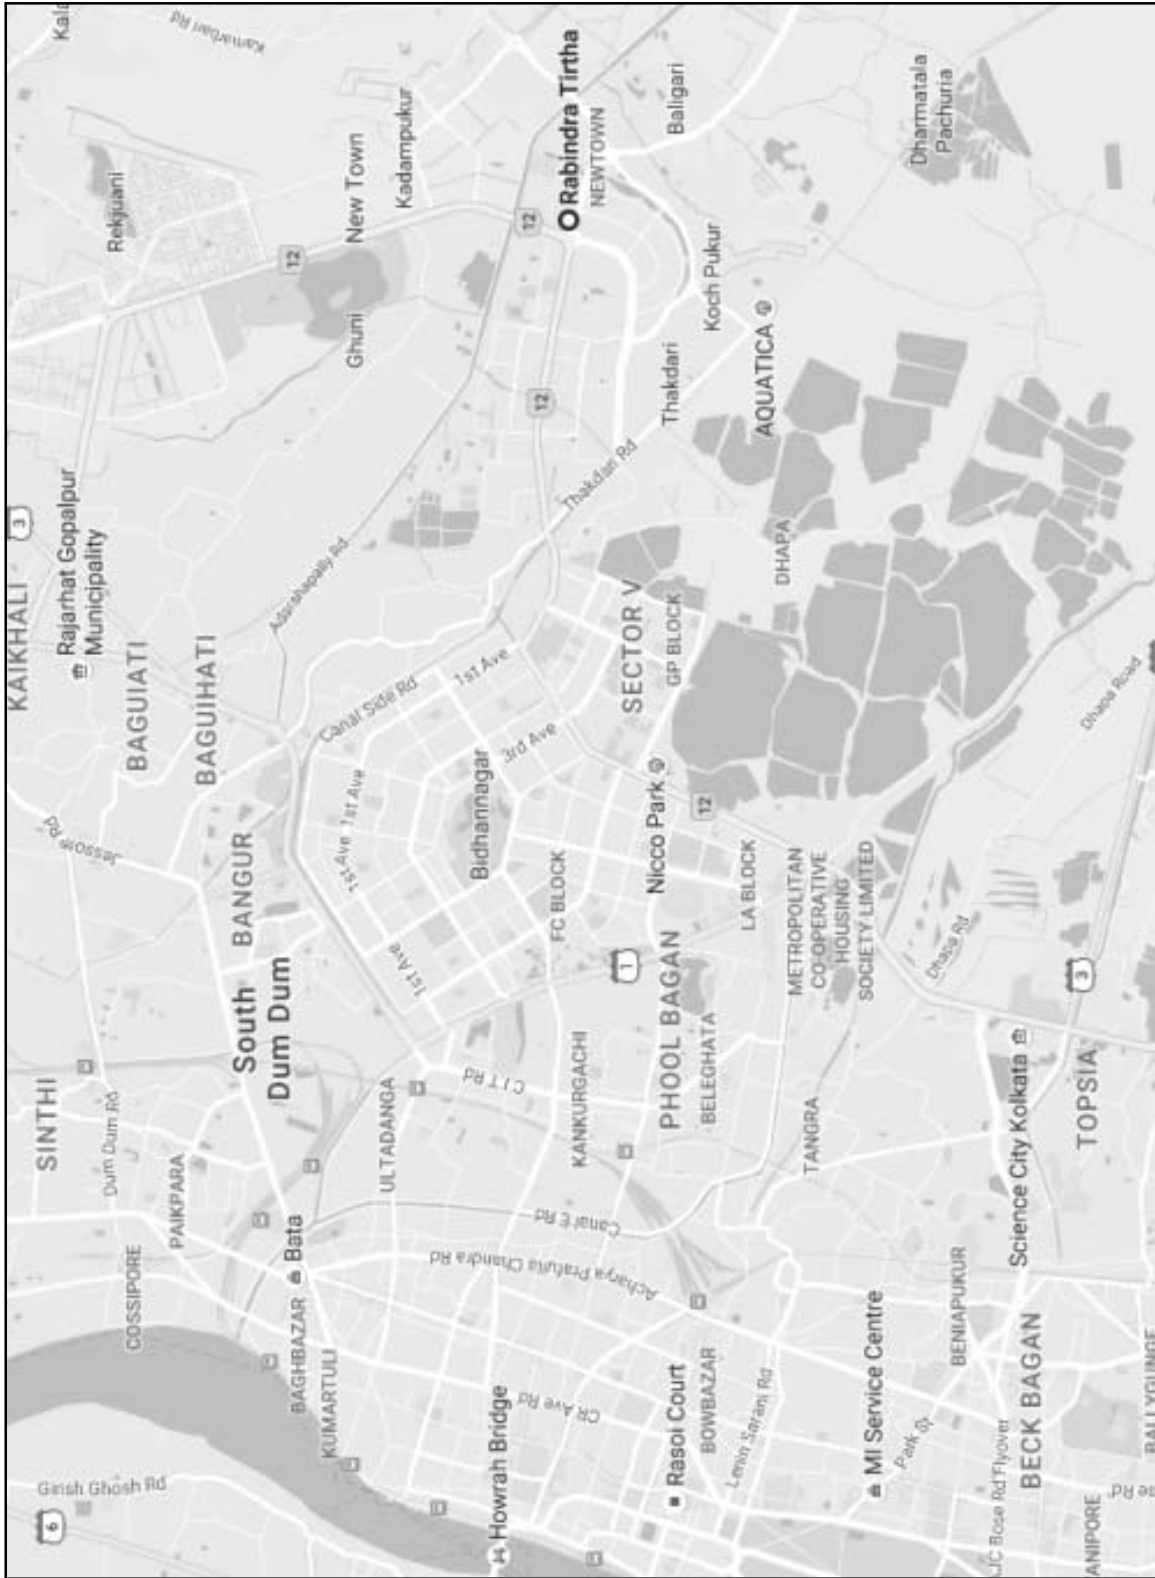 6
Girish Ghosh Rd
SINTHI
KAIKHALI
3
Kala
Rajarhat Gopalpur
Municipality
Jessore Rd
Dum Dum Rd
COSSIPORE
BAGUIATI
Rekjuani
PAIKPARA
BAGUIHATI
Kamarbari Rd
South
Dum Dum
BANGUR
Adarshapally Rd
12
BAGHBAZAR
Bata
KUMARTULI
Ghuni
New Town
1st Ave
1st Ave
Canal Side Rd
ULTADANGA
1st Ave
Kadampukur
Acharya Prafulla Chandra Rd
1st Ave
Bidhannagar
Howrah Bridge
C I T Rd
3rd Ave
12
12
Rabindra Tirtha
NEWTOWN
CR Ave Rd
Canal E Rd
KANKURGACHI
FC BLOCK
Thakdari Rd
1
SECTOR V
Nicco Park
GP BLOCK
Thakdari
Baligari
Rasoi Court
BOWBAZAR
PHOOL BAGAN
BELEGHATA
12
Koch Pukur
LA BLOCK
AQUATICA
Lenin Sarani Rd
DHAPA
METROPOLITAN
CO-OPERATIVE
HOUSING
SOCIETY LIMITED
TANGRA
MI Service Centre
Park St
Dharmatala
Pachuria
BENIAPUKUR
Dhapa Rd
JC Bose Rd Flyover
Science City Kolkata
BECK BAGAN
3
TOPSIA
Dhapa Road
ANIPORE
BALLYGUNGE